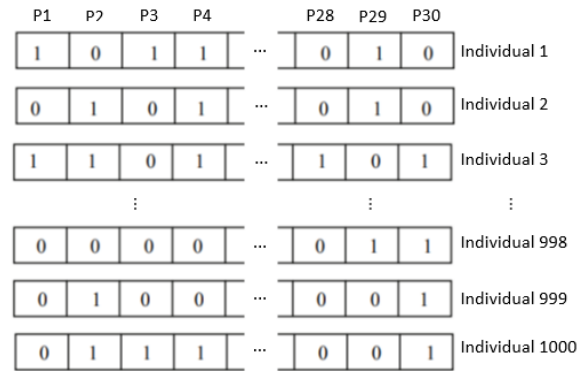 P1 P2 P3 P4 P28 P29 P30
1 0 1 1 ... 0 1 0 Individual 1
0 1 0 1 ... 0 1 0 Individual 2
1 1 0 1 ... 1 0 1 Individual 3
⋮ ⋮ ⋮
0 0 0 0 ... 0 1 1 Individual 998
0 1 0 0 ... 0 0 1 Individual 999
0 1 1 1 ... 0 0 1 Individual 1000